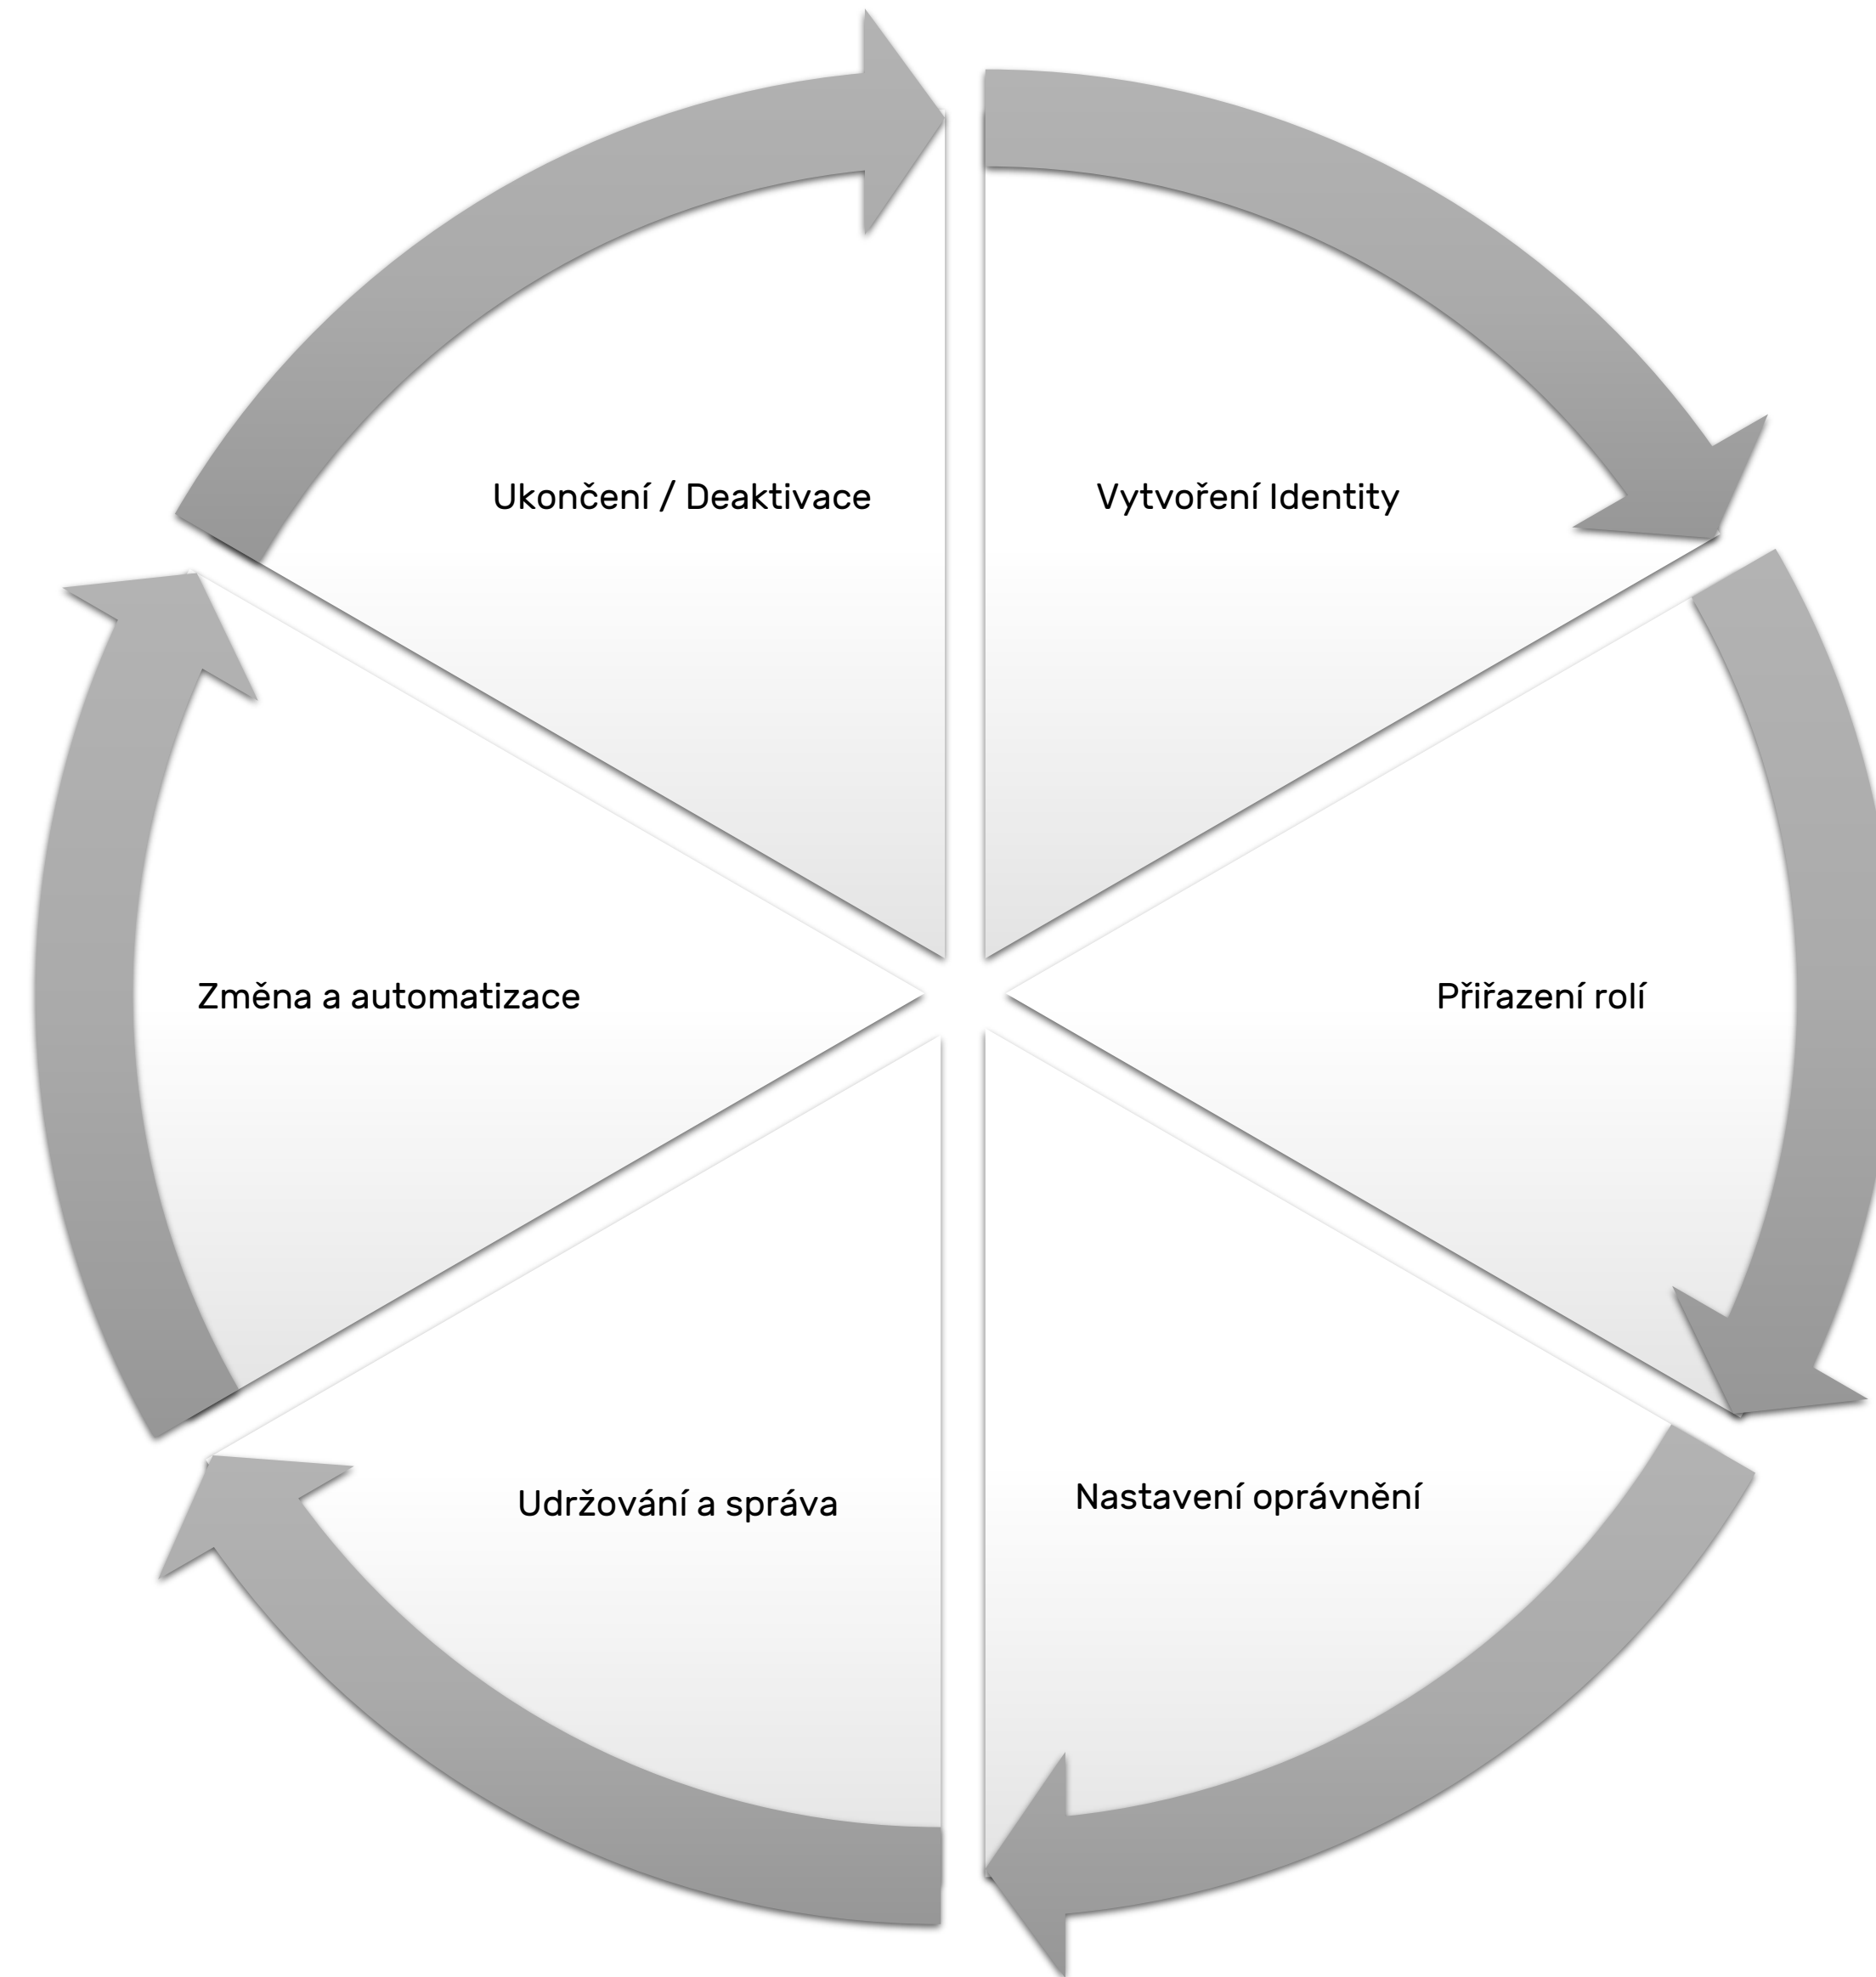 Ukončení / Deaktivace
Vytvoření Identity
Změna a automatizace
Přiřazení rolí
Udržování a správa
Nastavení oprávnění